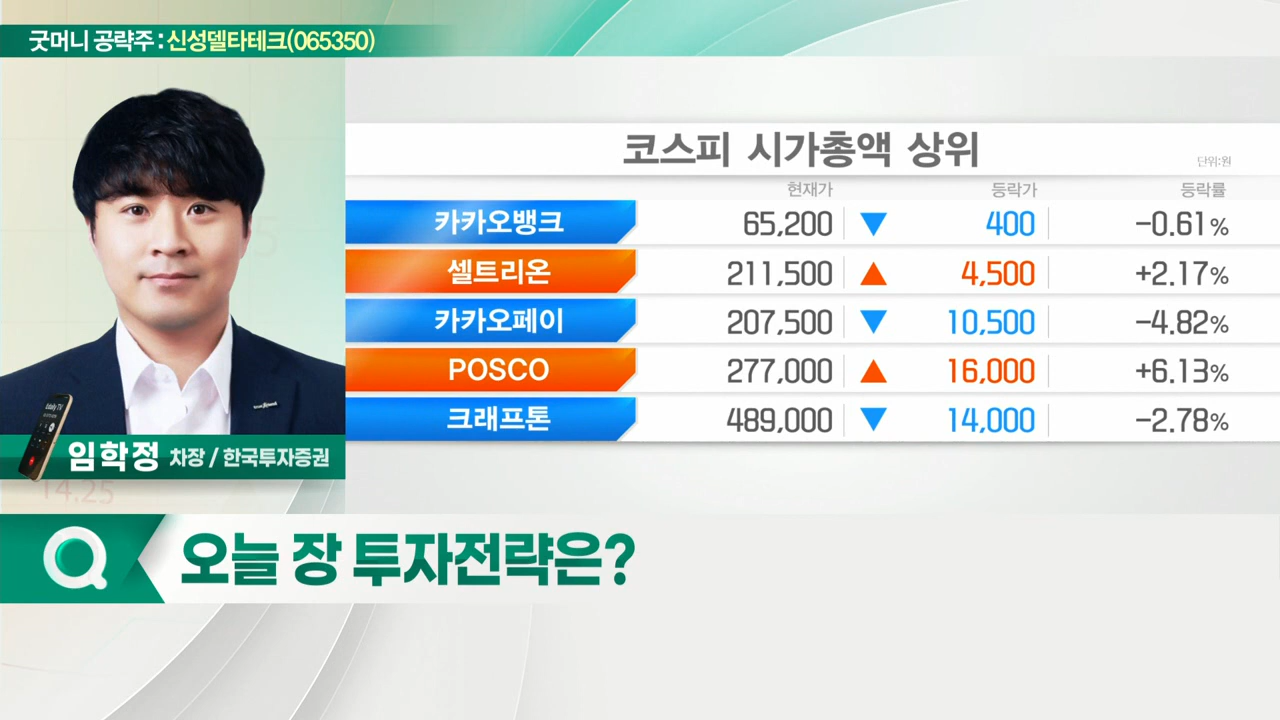 굿머니 공략주 : 신성델타테크(065350)
코스피 시가총액 상위
단위:원
현재가 등락가 등락률
카카오뱅크 65,200 ▼ 400 -0.61%
셀트리온 211,500 ▲ 4,500 +2.17%
카카오페이 207,500 ▼ 10,500 -4.82%
POSCO 277,000 ▲ 16,000 +6.13%
크래프톤 489,000 ▼ 14,000 -2.78%
임학정 차장 / 한국투자증권
14.25
Q 오늘 장 투자전략은?